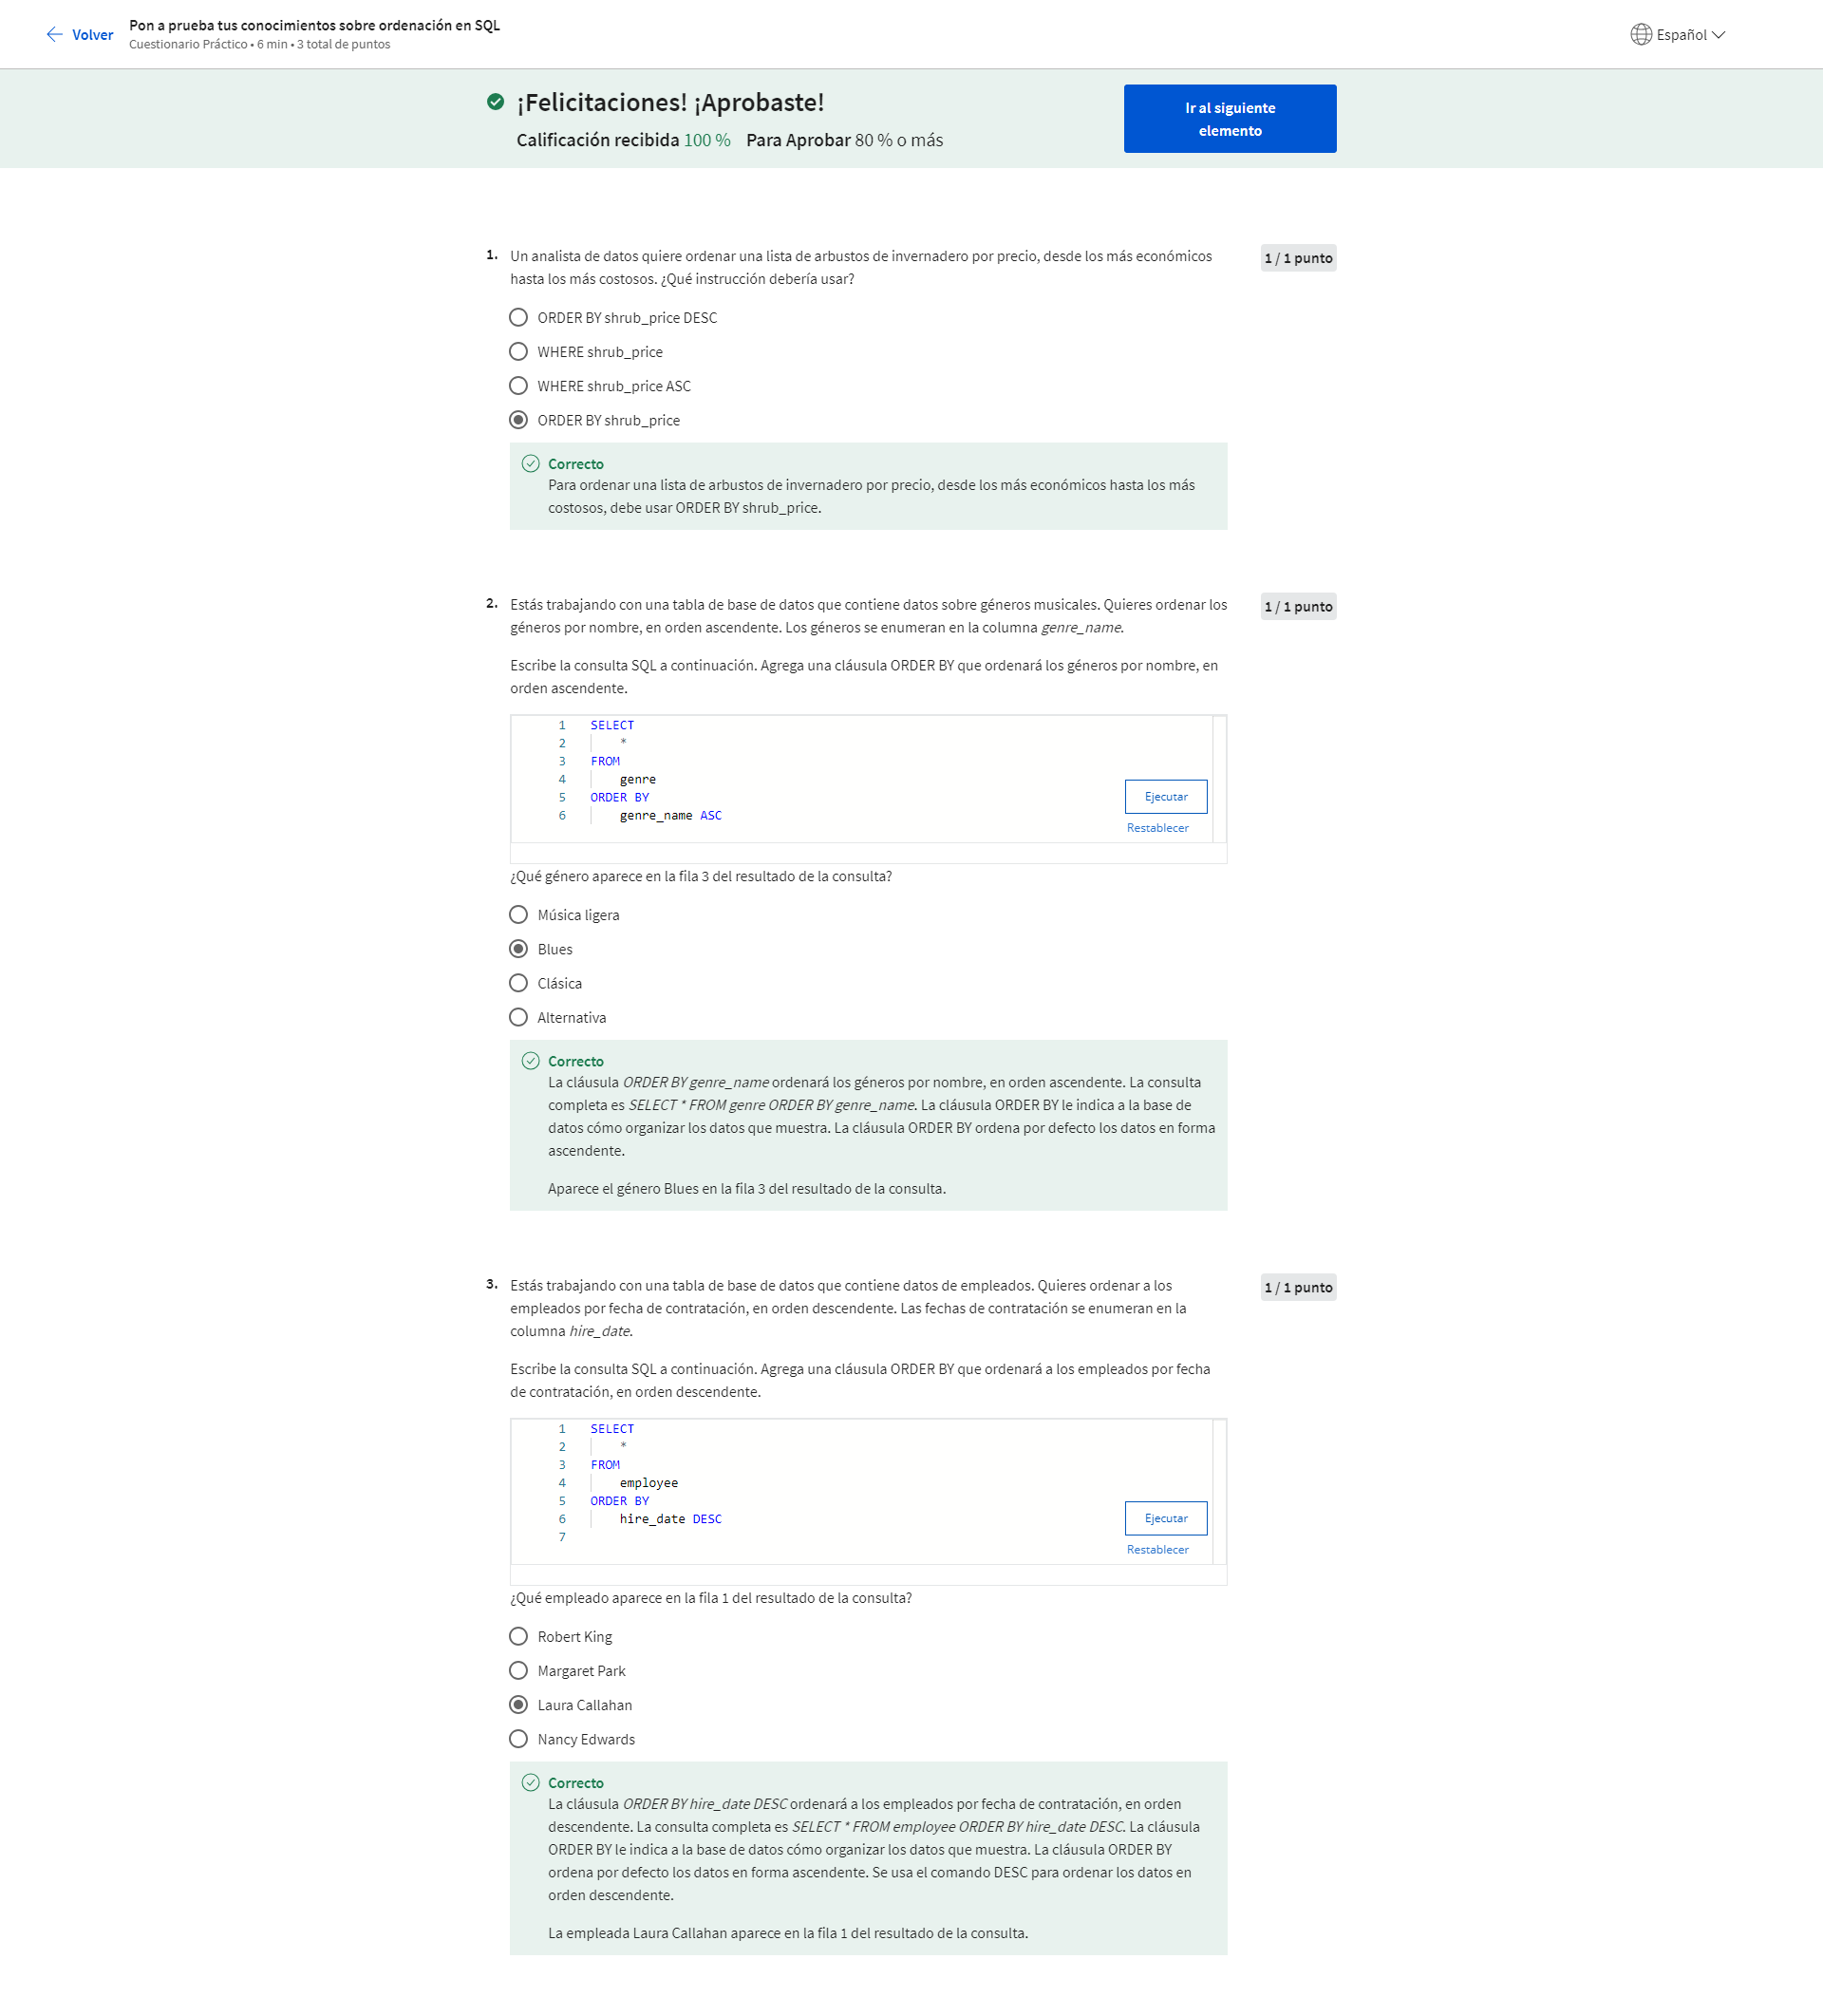 Volver
Pon a prueba tus conocimientos sobre ordenación en SQL
Cuestionario Práctico • 6 min • 3 total de puntos
Español
¡Felicitaciones! ¡Aprobaste!
Calificación recibida 100 % Para Aprobar 80 % o más
Ir al siguiente
elemento
1. Un analista de datos quiere ordenar una lista de arbustos de invernadero por precio, desde los más económicos
hasta los más costosos. ¿Qué instrucción debería usar?
1 / 1 punto
ORDER BY shrub_price DESC
WHERE shrub_price
WHERE shrub_price ASC
ORDER BY shrub_price
Correcto
Para ordenar una lista de arbustos de invernadero por precio, desde los más económicos hasta los más
costosos, debe usar ORDER BY shrub_price.
2. Estás trabajando con una tabla de base de datos que contiene datos sobre géneros musicales. Quieres ordenar los
géneros por nombre, en orden ascendente. Los géneros se enumeran en la columna genre_name.
1 / 1 punto
Escribe la consulta SQL a continuación. Agrega una cláusula ORDER BY que ordenará los géneros por nombre, en
orden ascendente.
1 SELECT
2 *
3 FROM
4 genre
5 ORDER BY
6 genre_name ASC
Ejecutar
Restablecer
¿Qué género aparece en la fila 3 del resultado de la consulta?
Música ligera
Blues
Clásica
Alternativa
Correcto
La cláusula ORDER BY genre_name ordenará los géneros por nombre, en orden ascendente. La consulta
completa es SELECT * FROM genre ORDER BY genre_name. La cláusula ORDER BY le indica a la base de
datos cómo organizar los datos que muestra. La cláusula ORDER BY ordena por defecto los datos en forma
ascendente.
Aparece el género Blues en la fila 3 del resultado de la consulta.
3. Estás trabajando con una tabla de base de datos que contiene datos de empleados. Quieres ordenar a los
empleados por fecha de contratación, en orden descendente. Las fechas de contratación se enumeran en la
columna hire_date.
1 / 1 punto
Escribe la consulta SQL a continuación. Agrega una cláusula ORDER BY que ordenará a los empleados por fecha
de contratación, en orden descendente.
1 SELECT
2 *
3 FROM
4 employee
5 ORDER BY
6 hire_date DESC
7
Ejecutar
Restablecer
¿Qué empleado aparece en la fila 1 del resultado de la consulta?
Robert King
Margaret Park
Laura Callahan
Nancy Edwards
Correcto
La cláusula ORDER BY hire_date DESC ordenará a los empleados por fecha de contratación, en orden
descendente. La consulta completa es SELECT * FROM employee ORDER BY hire_date DESC. La cláusula
ORDER BY le indica a la base de datos cómo organizar los datos que muestra. La cláusula ORDER BY
ordena por defecto los datos en forma ascendente. Se usa el comando DESC para ordenar los datos en
orden descendente.
La empleada Laura Callahan aparece en la fila 1 del resultado de la consulta.